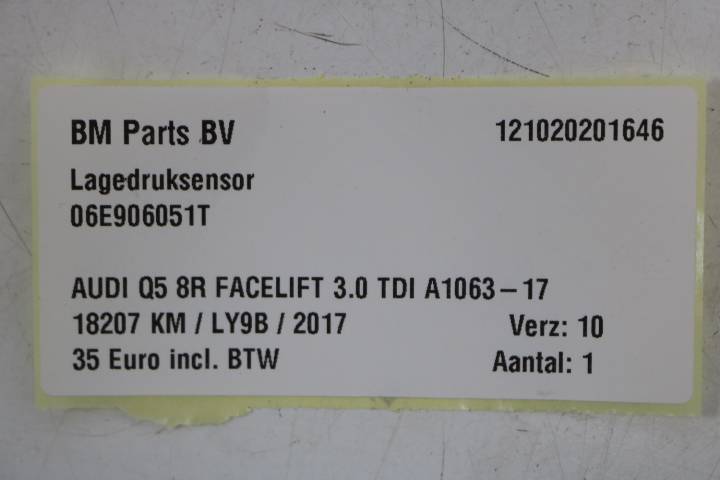 BM Parts BV 121020201646
Lagedruksensor
06E906051T
AUDI Q5 8R FACELIFT 3.0 TDI A1063-17
18207 KM / LY9B / 2017 Verz: 10
35 Euro incl. BTW Aantal: 1